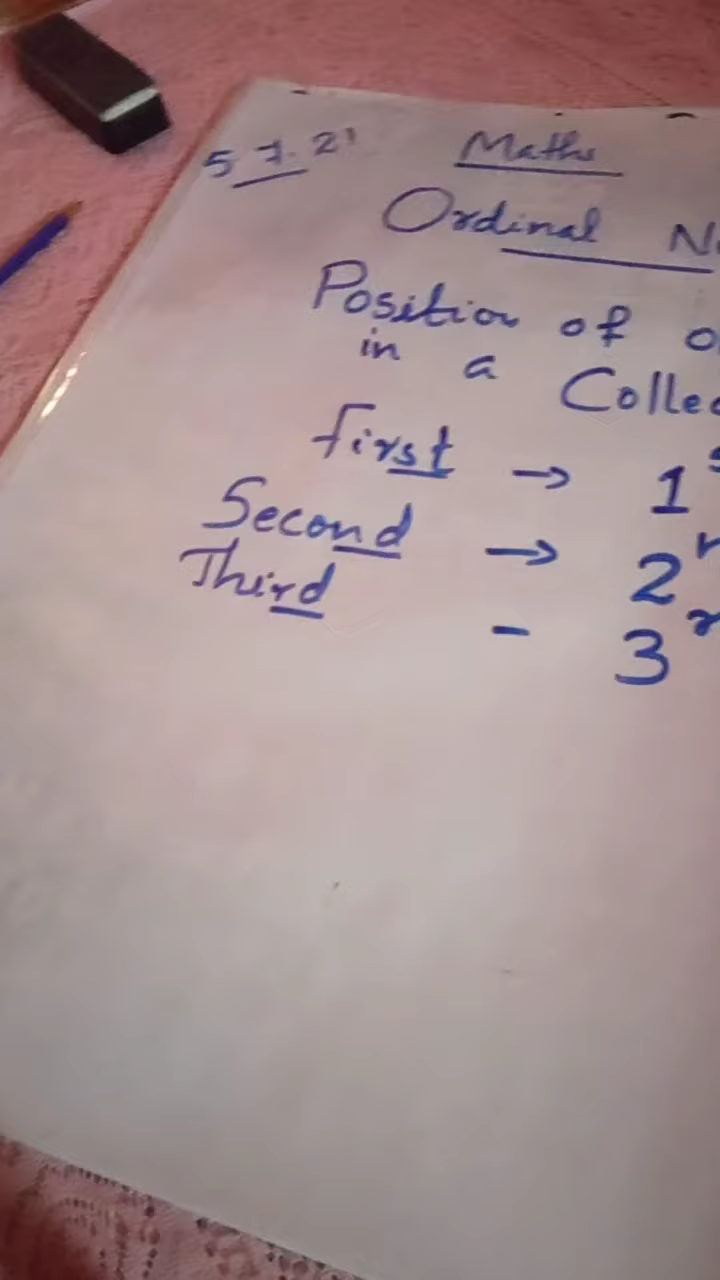 5.7.21 Maths
Ordinal
Position of
in a
First → 1
Second → 2
Third - 3